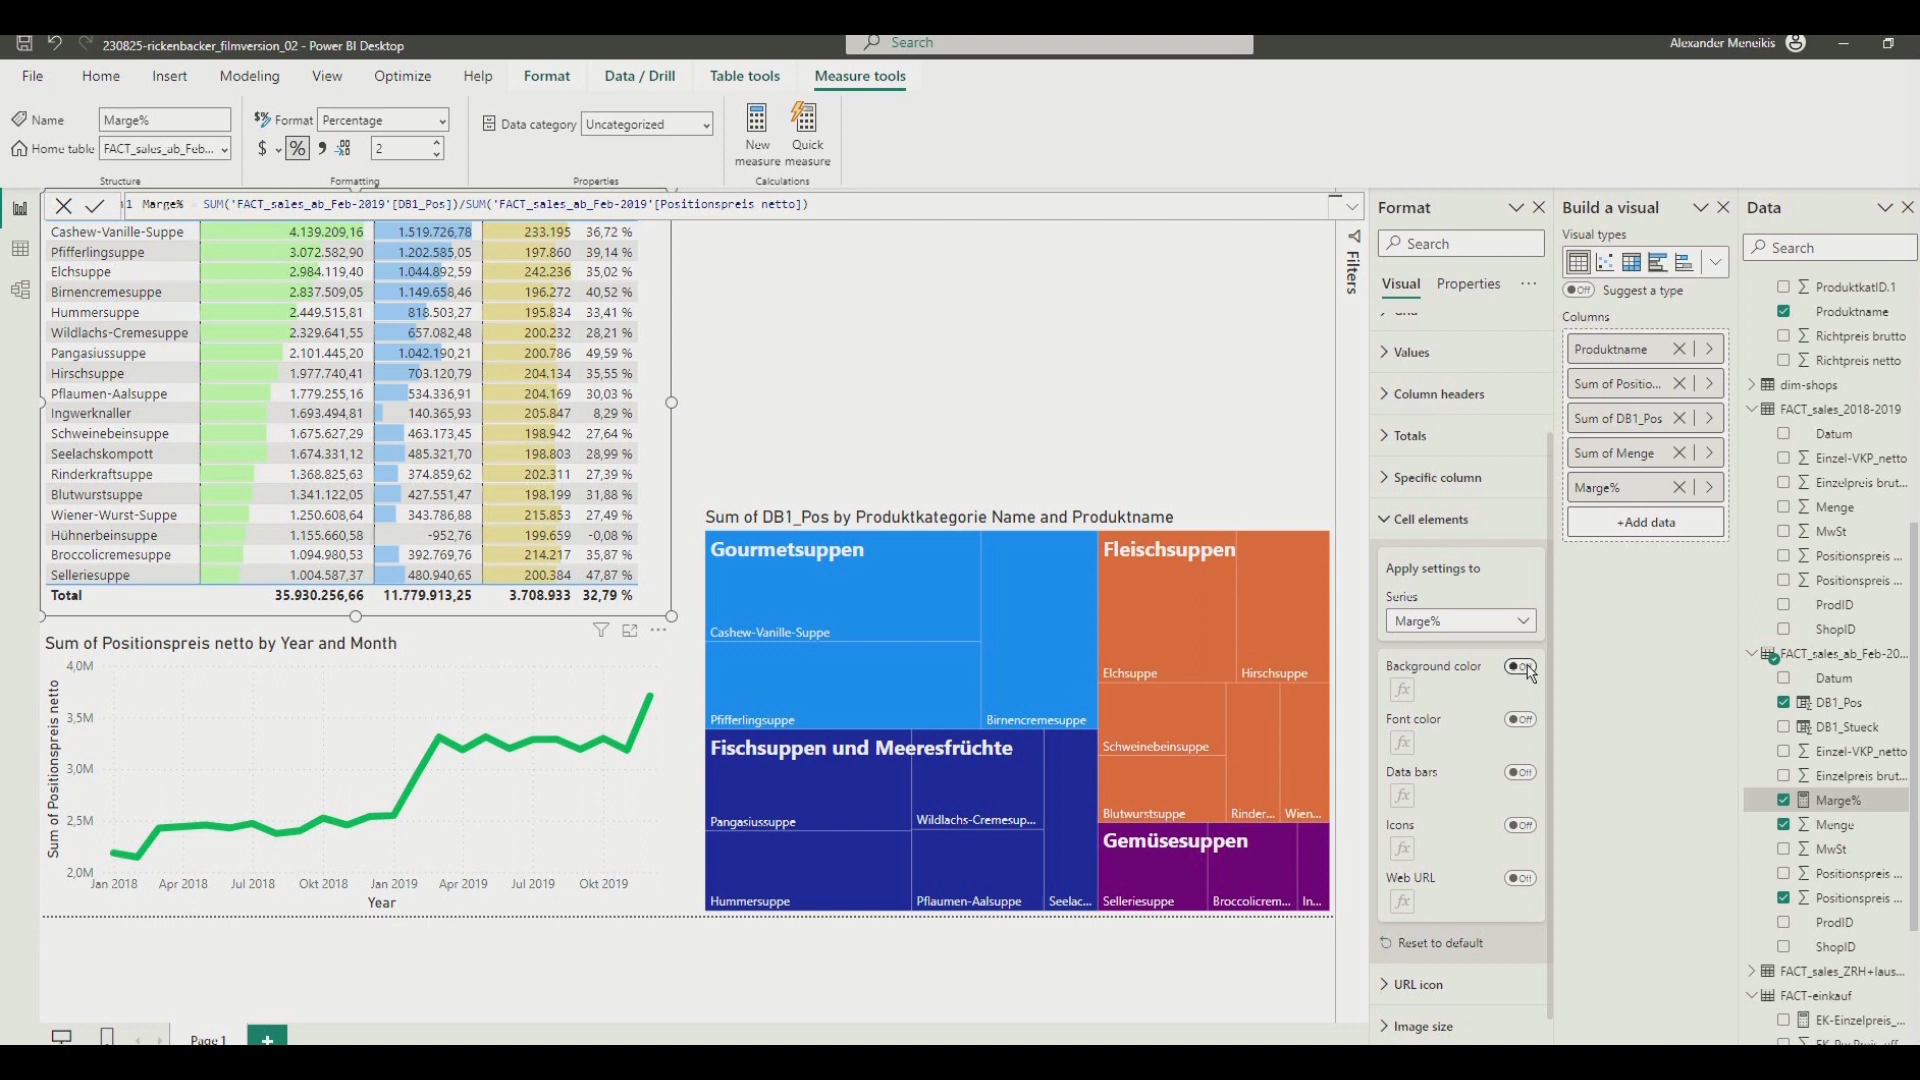 230825-rickenbacker_filmversion_02 - Power BI Desktop
Search
Alexander Meneikis
File Home Insert Modeling View Optimize Help Format Data / Drill Table tools Measure tools
Name Marge%
Home table FACT_sales_ab_Feb...
Structure
$% Format Percentage
$ % 2
Formatting
Data category Uncategorized
Properties
New measure
Quick measure
Calculations
1 Marge% = SUM('FACT_sales_ab_Feb-2019'[DB1_Pos])/SUM('FACT_sales_ab_Feb-2019'[Positionspreis netto])
Cashew-Vanille-Suppe 4.139.209,16 1.519.726,78 233.195 36,72 %
Pfifferlingsuppe 3.072.582,90 1.202.585,05 197.860 39,14 %
Elchsuppe 2.984.119,40 1.044.892,59 242.236 35,02 %
Birnencremesuppe 2.837.509,05 1.149.658,46 196.272 40,52 %
Hummersuppe 2.449.515,81 818.503,27 195.834 33,41 %
Wildlachs-Cremesuppe 2.329.641,55 657.082,48 200.232 28,21 %
Pangasiussuppe 2.101.445,20 1.042.190,21 200.786 49,59 %
Hirschsuppe 1.977.740,41 703.120,79 204.134 35,55 %
Pflaumen-Aalsuppe 1.779.255,16 534.336,91 204.169 30,03 %
Ingwerknaller 1.693.494,81 140.365,93 205.847 8,29 %
Schweinebeinsuppe 1.675.627,29 463.173,45 198.942 27,64 %
Seelachskompott 1.674.331,12 485.321,70 198.803 28,99 %
Rinderkraftsuppe 1.368.825,63 374.859,62 202.311 27,39 %
Blutwurstsuppe 1.341.122,05 427.551,47 198.199 31,88 %
Wiener-Wurst-Suppe 1.250.608,64 343.786,88 215.853 27,49 %
Hühnerbeinsuppe 1.155.660,58 -952,76 199.659 -0,08 %
Broccolicremesuppe 1.094.980,53 392.769,76 214.217 35,87 %
Selleriesuppe 1.004.587,37 480.940,65 200.384 47,87 %
Total 35.930.256,66 11.779.913,25 3.708.933 32,79 %
Sum of Positionspreis netto by Year and Month
Sum of Positionspreis netto
4,0M
3,5M
3,0M
2,5M
2,0M
Jan 2018 Apr 2018 Jul 2018 Okt 2018 Jan 2019 Apr 2019 Jul 2019 Okt 2019
Year
Sum of DB1_Pos by Produktkategorie Name and Produktname
Gourmetsuppen
Cashew-Vanille-Suppe
Pfifferlingsuppe
Birnencremesuppe
Fleischsuppen
Elchsuppe
Hirschsuppe
Schweinebeinsuppe
Blutwurstsuppe
Rinder...
Wien...
Fischsuppen und Meeresfrüchte
Pangasiussuppe
Wildlachs-Cremesup...
Hummersuppe
Pflaumen-Aalsuppe
Seelac...
Gemüsesuppen
Selleriesuppe
Broccolicrem...
In...
Page 1
+
Filters
Format
Search
Visual Properties ...
Values
Column headers
Totals
Specific column
Cell elements
Apply settings to
Series
Marge%
Background color
fx
Font color Off
fx
Data bars Off
fx
Icons Off
fx
Web URL Off
fx
Reset to default
URL icon
Image size
Build a visual
Visual types
Off Suggest a type
Columns
Produktname
Sum of Positio...
Sum of DB1_Pos
Sum of Menge
Marge%
+Add data
Data
Search
ProduktkatID.1
Produktname
Richtpreis brutto
Richtpreis netto
dim-shops
FACT_sales_2018-2019
Datum
Einzel-VKP_netto
Einzelpreis brut...
Menge
MwSt
Positionspreis ...
Positionspreis ...
ProdID
ShopID
FACT_sales_ab_Feb-20...
Datum
DB1_Pos
DB1_Stueck
Einzel-VKP_netto
Einzelpreis brut...
Marge%
Menge
MwSt
Positionspreis ...
Positionspreis ...
ProdID
ShopID
FACT_sales_ZRH+laus...
FACT-einkauf
EK-Einzelpreis_...